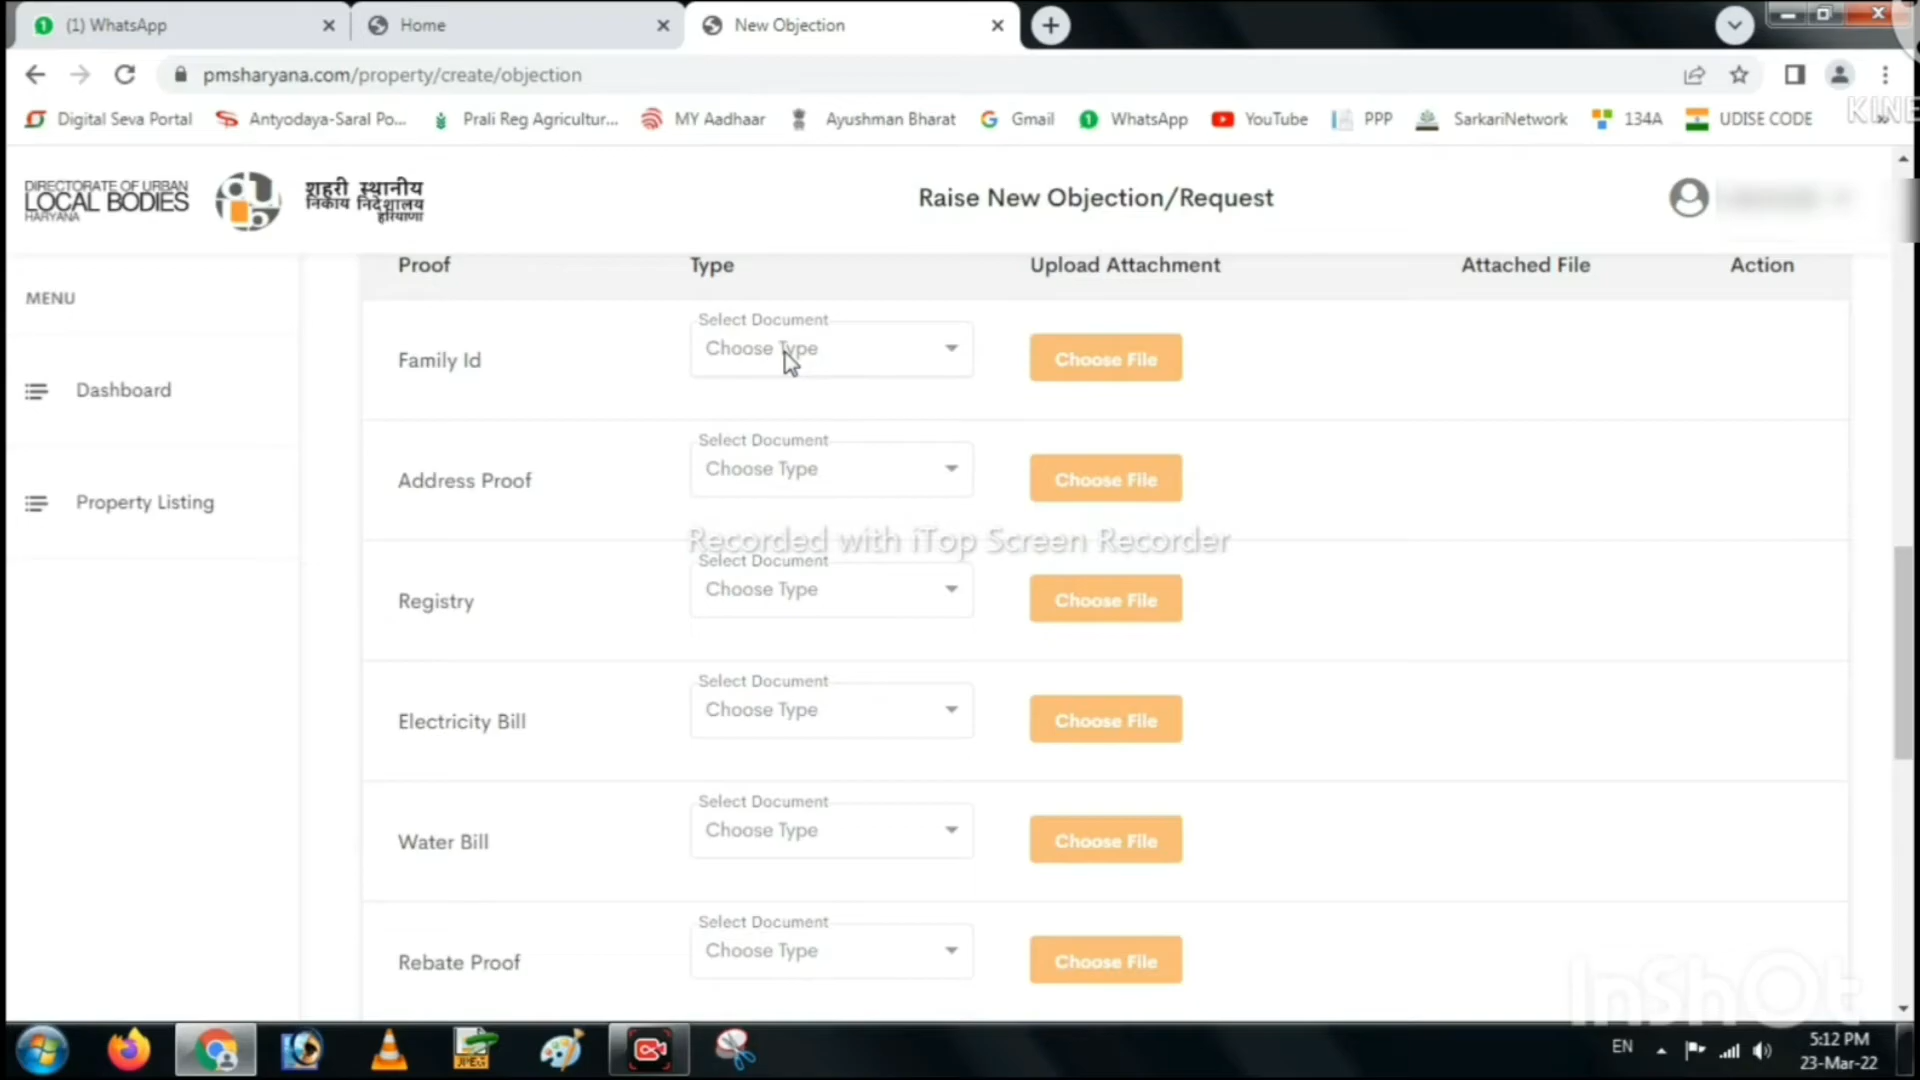 (1) WhatsApp
Home
New Objection
pmsharyana.com/property/create/objection
Digital Seva Portal
Antyodaya-Saral Po...
Prali Reg Agricultur...
MY Aadhaar
Ayushman Bharat
Gmail
WhatsApp
YouTube
PPP
SarkariNetwork
134A
UDISE CODE
KINE
DIRECTORATE OF URBAN
LOCAL BODIES
HARYANA
शहरी स्थानीय
निकाय निदेशालय
हरियाणा
Raise New Objection/Request
MENU
Dashboard
Property Listing
Proof Type Upload Attachment Attached File Action
Select Document
Family Id Choose Type Choose File
Select Document
Address Proof Choose Type Choose File
Recorded with iTop Screen Recorder
Select Document
Registry Choose Type Choose File
Select Document
Electricity Bill Choose Type Choose File
Select Document
Water Bill Choose Type Choose File
Select Document
Rebate Proof Choose Type Choose File
InShOt
JPEG
EN
5:12 PM
23-Mar-22